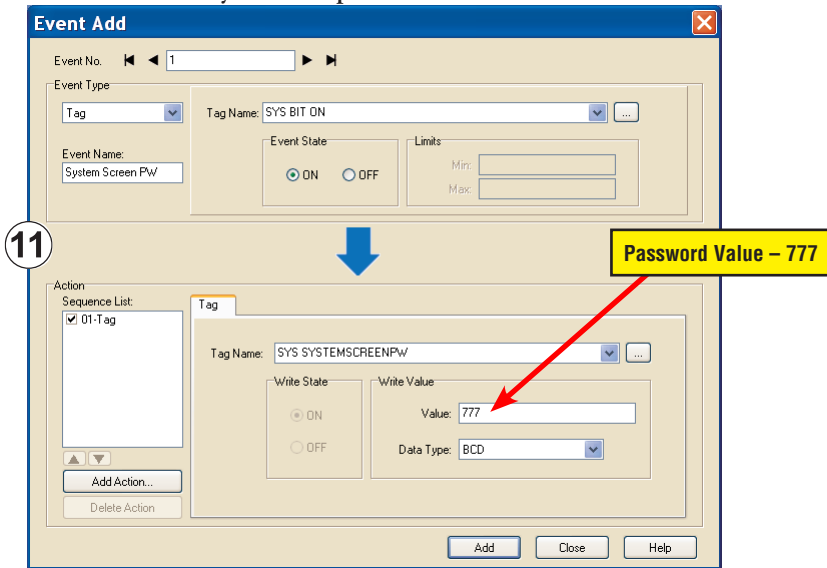 Event Add
Event No. 1
Event Type
Tag
Tag Name: SYS BIT ON ...
Event State Limits
Event Name:
System Screen PW
ON OFF
Min:
Max:
11
Password Value – 777
Action
Sequence List:
Tag
01-Tag
Tag Name: SYS SYSTEMSCREENPW ...
Write State Write Value
ON Value: 777
OFF Data Type: BCD
Add Action...
Delete Action
Add Close Help